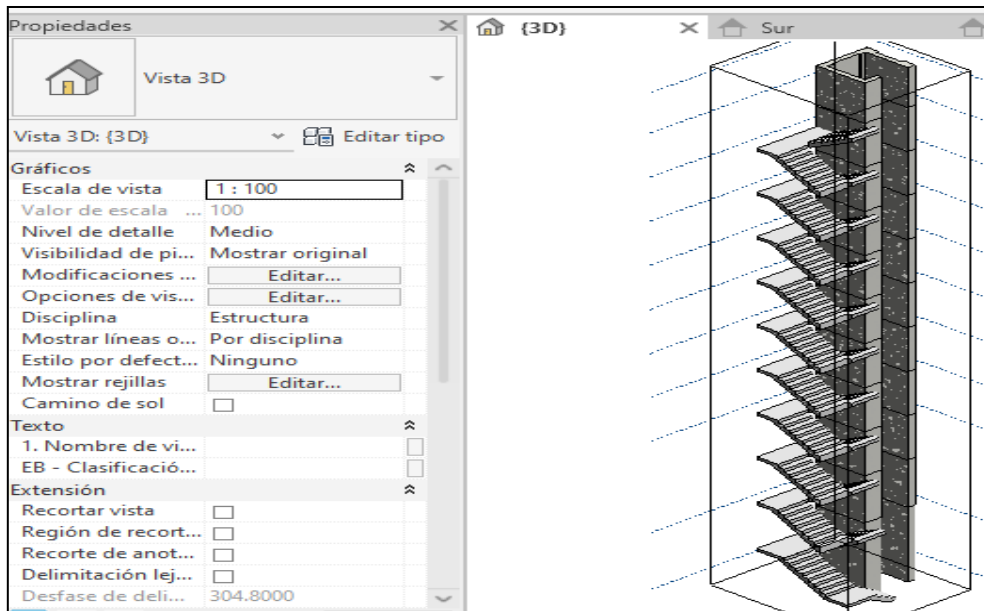 Propiedades
{3D}
Sur
Vista 3D
Vista 3D: {3D}
Editar tipo
Gráficos
Escala de vista 1 : 100
Valor de escala ... 100
Nivel de detalle Medio
Visibilidad de pi... Mostrar original
Modificaciones ... Editar...
Opciones de vis... Editar...
Disciplina Estructura
Mostrar líneas o... Por disciplina
Estilo por defect... Ninguno
Mostrar rejillas Editar...
Camino de sol
Texto
1. Nombre de vi...
EB - Clasificació...
Extensión
Recortar vista
Región de recort...
Recorte de anot...
Delimitación lej...
Desfase de deli... 304.8000